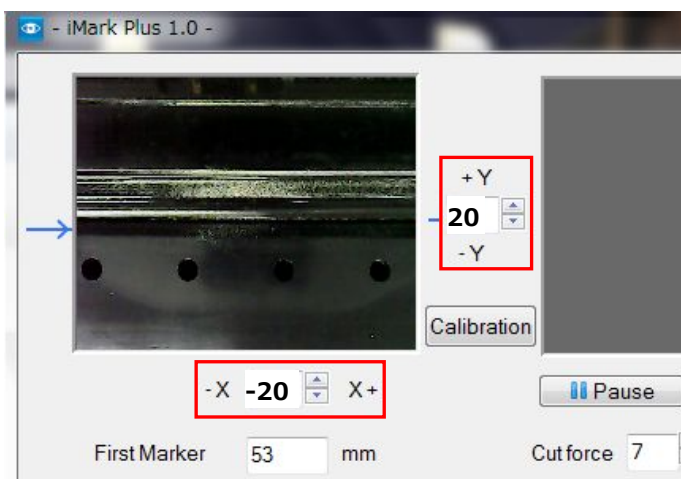 - iMark Plus 1.0 -
+ Y
20
- Y
Calibration
- X -20 X +
Pause
First Marker 53 mm
Cut force 7